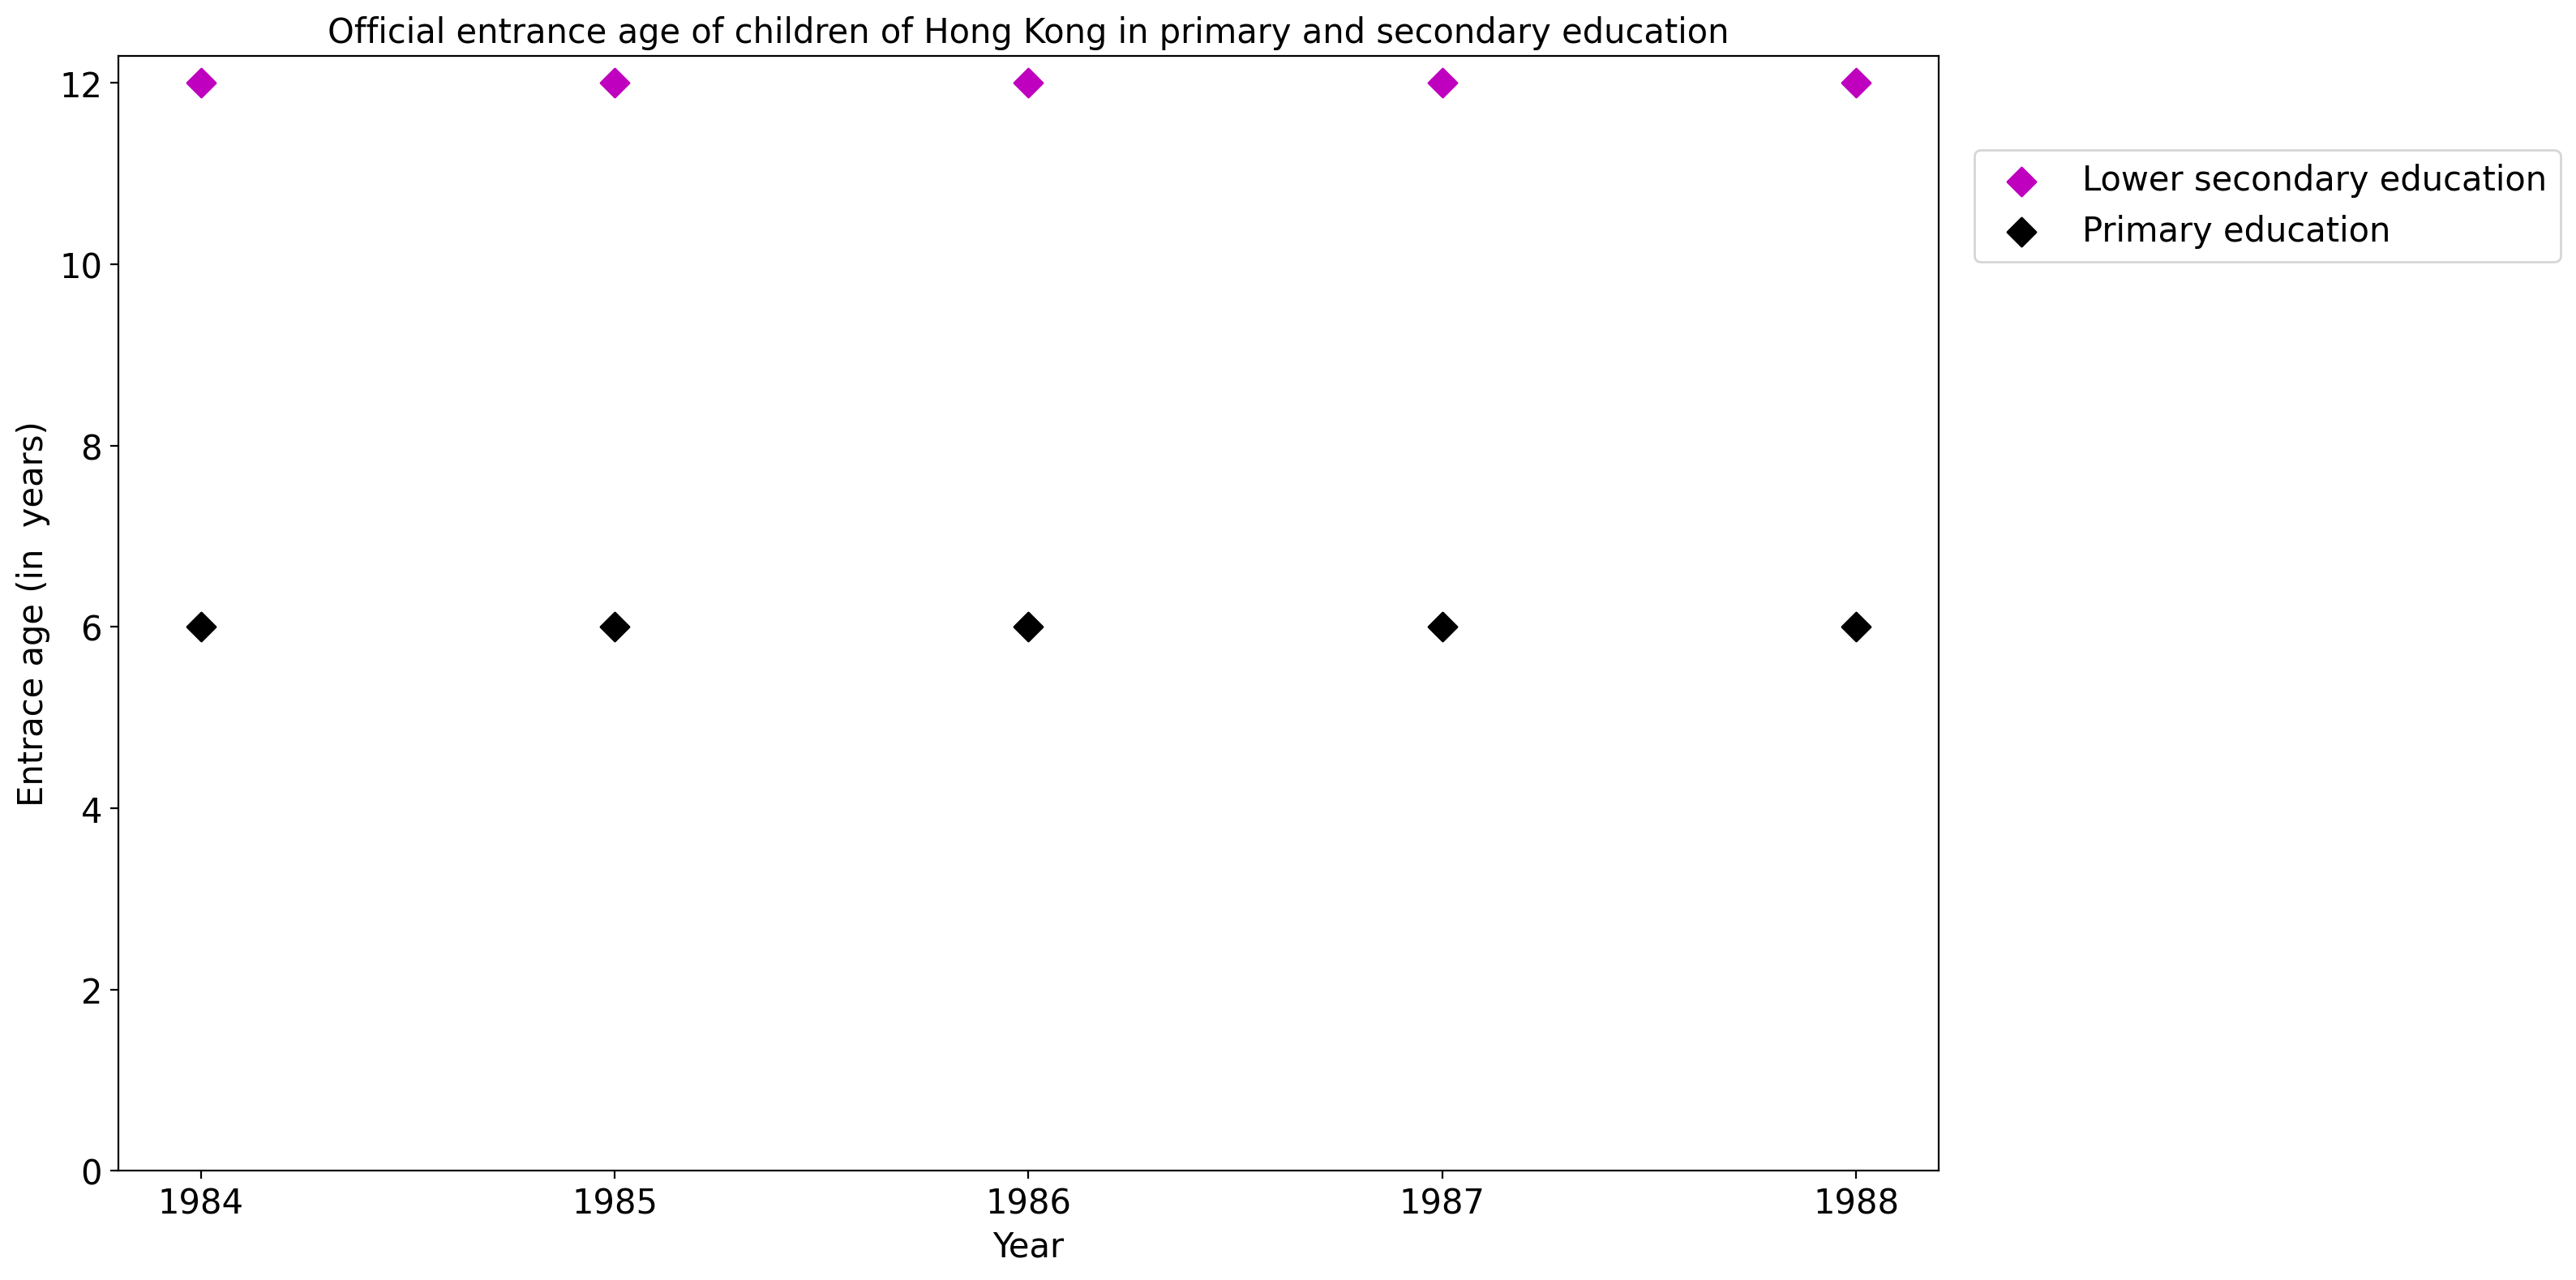 Official entrance age of children of Hong Kong in primary and secondary education
Entrace age (in  years)
12
10
8
6
4
2
0
1984 1985 1986 1987 1988
Year
Lower secondary education
Primary education